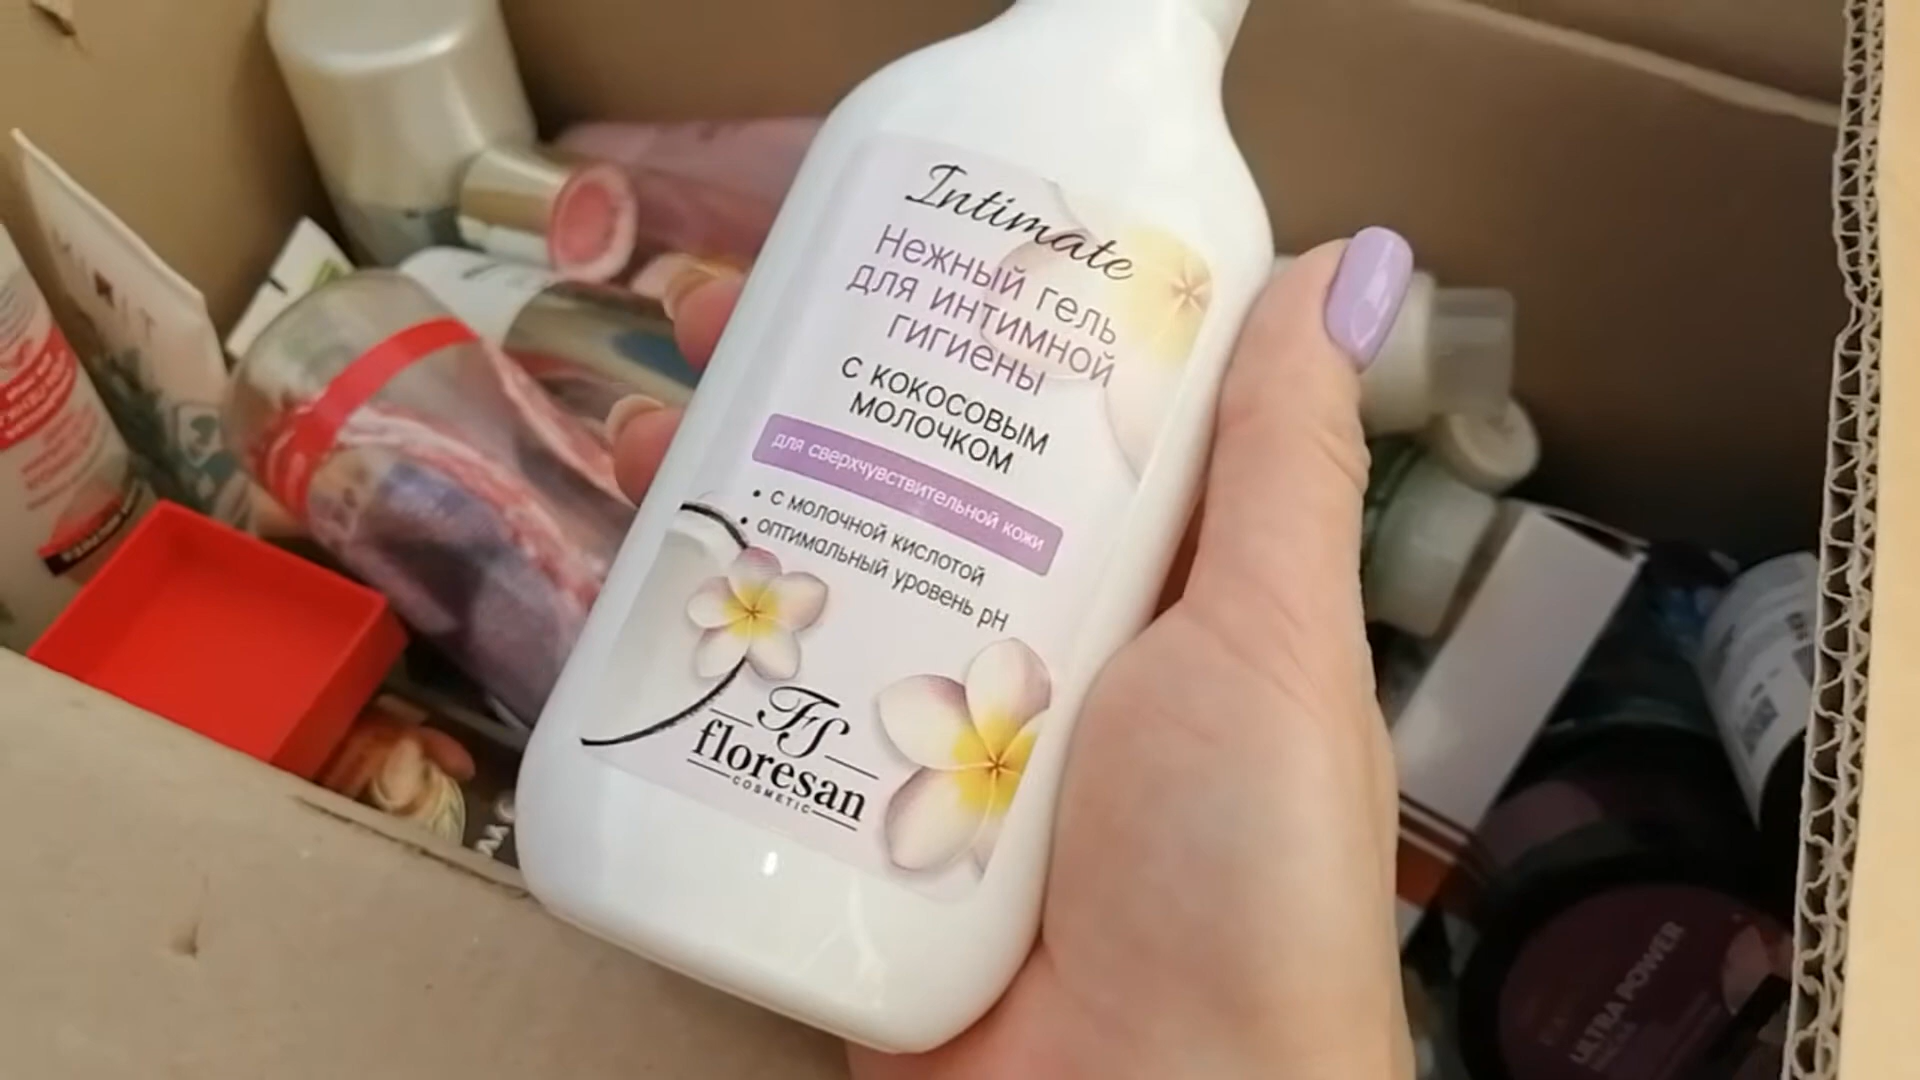 Intimate
Нежный гель
для интимной
гигиены
с кокосовым
молочком
для сверхчувствительной кожи
• с молочной кислотой
• оптимальный уровень pH
FS
floresan
COSMETIC
ULTRA POWER